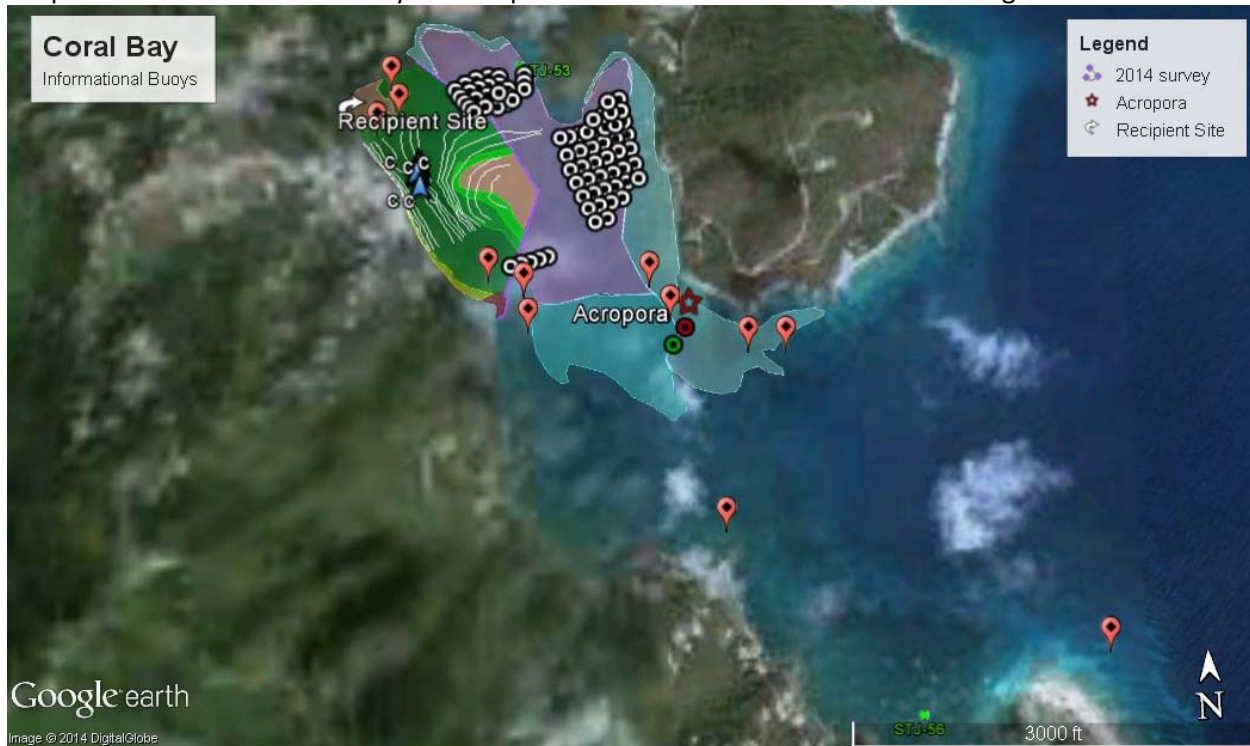 Coral Bay
Informational Buoys
Legend
2014 survey
Acropora
Recipient Site
STJ-53
Recipient Site
C C C
C C
Acropora
Google earth
Image © 2014 DigitalGlobe
STJ-56
3000 ft
N